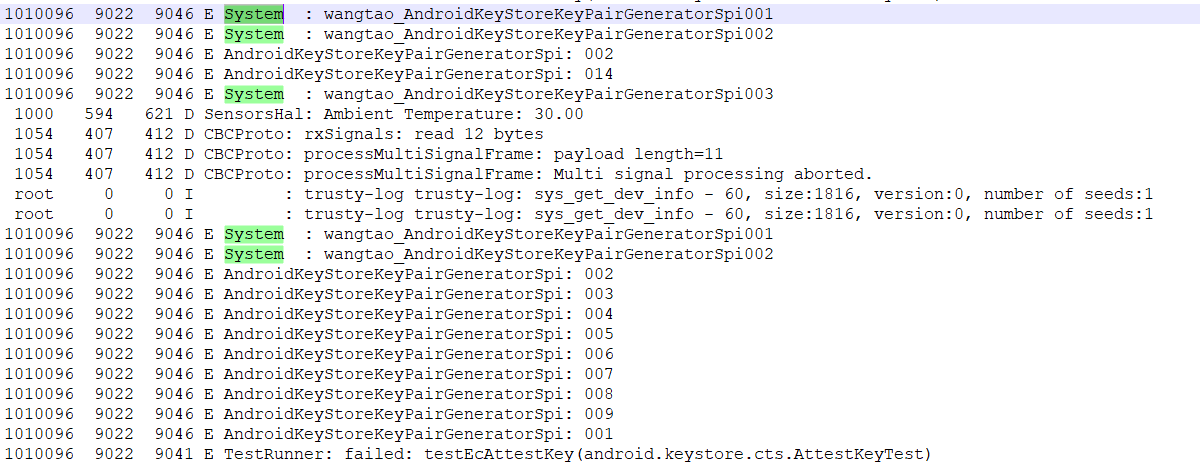 1010096  9022  9046 E System  : wangtao_AndroidKeyStoreKeyPairGeneratorSpi001
1010096  9022  9046 E System  : wangtao_AndroidKeyStoreKeyPairGeneratorSpi002
1010096  9022  9046 E AndroidKeyStoreKeyPairGeneratorSpi: 002
1010096  9022  9046 E AndroidKeyStoreKeyPairGeneratorSpi: 014
1010096  9022  9046 E System  : wangtao_AndroidKeyStoreKeyPairGeneratorSpi003
1000   594   621 D SensorsHal: Ambient Temperature: 30.00
1054   407   412 D CBCProto: rxSignals: read 12 bytes
1054   407   412 D CBCProto: processMultiSignalFrame: payload length=11
1054   407   412 D CBCProto: processMultiSignalFrame: Multi signal processing aborted.
root     0     0 I         : trusty-log trusty-log: sys_get_dev_info - 60, size:1816, version:0, number of seeds:1
root     0     0 I         : trusty-log trusty-log: sys_get_dev_info - 60, size:1816, version:0, number of seeds:1
1010096  9022  9046 E System  : wangtao_AndroidKeyStoreKeyPairGeneratorSpi001
1010096  9022  9046 E System  : wangtao_AndroidKeyStoreKeyPairGeneratorSpi002
1010096  9022  9046 E AndroidKeyStoreKeyPairGeneratorSpi: 002
1010096  9022  9046 E AndroidKeyStoreKeyPairGeneratorSpi: 003
1010096  9022  9046 E AndroidKeyStoreKeyPairGeneratorSpi: 004
1010096  9022  9046 E AndroidKeyStoreKeyPairGeneratorSpi: 005
1010096  9022  9046 E AndroidKeyStoreKeyPairGeneratorSpi: 006
1010096  9022  9046 E AndroidKeyStoreKeyPairGeneratorSpi: 007
1010096  9022  9046 E AndroidKeyStoreKeyPairGeneratorSpi: 008
1010096  9022  9046 E AndroidKeyStoreKeyPairGeneratorSpi: 009
1010096  9022  9046 E AndroidKeyStoreKeyPairGeneratorSpi: 001
1010096  9022  9041 E TestRunner: failed: testEcAttestKey(android.keystore.cts.AttestKeyTest)